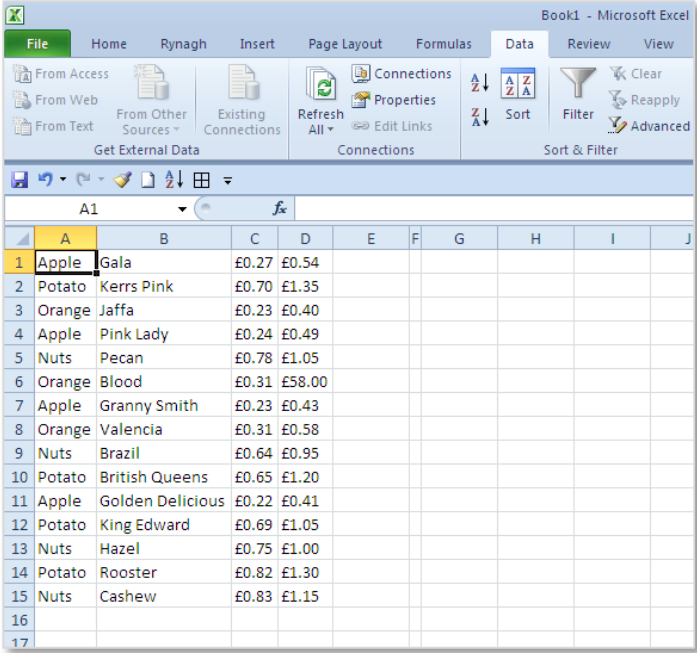 Book1 - Microsoft Excel
File Home Rynagh Insert Page Layout Formulas Data Review View
From Access
From Web
From Text
From Other Sources
Existing Connections
Get External Data
Refresh All
Connections
Properties
Edit Links
Connections
A Z
Z A
A Z Z A
Sort
Filter
Clear
Reapply
Advanced
Sort & Filter
A1 fx
A B C D E F G H I J
1 Apple Gala £0.27 £0.54
2 Potato Kerrs Pink £0.70 £1.35
3 Orange Jaffa £0.23 £0.40
4 Apple Pink Lady £0.24 £0.49
5 Nuts Pecan £0.78 £1.05
6 Orange Blood £0.31 £58.00
7 Apple Granny Smith £0.23 £0.43
8 Orange Valencia £0.31 £0.58
9 Nuts Brazil £0.64 £0.95
10 Potato British Queens £0.65 £1.20
11 Apple Golden Delicious £0.22 £0.41
12 Potato King Edward £0.69 £1.05
13 Nuts Hazel £0.75 £1.00
14 Potato Rooster £0.82 £1.30
15 Nuts Cashew £0.83 £1.15
16
17